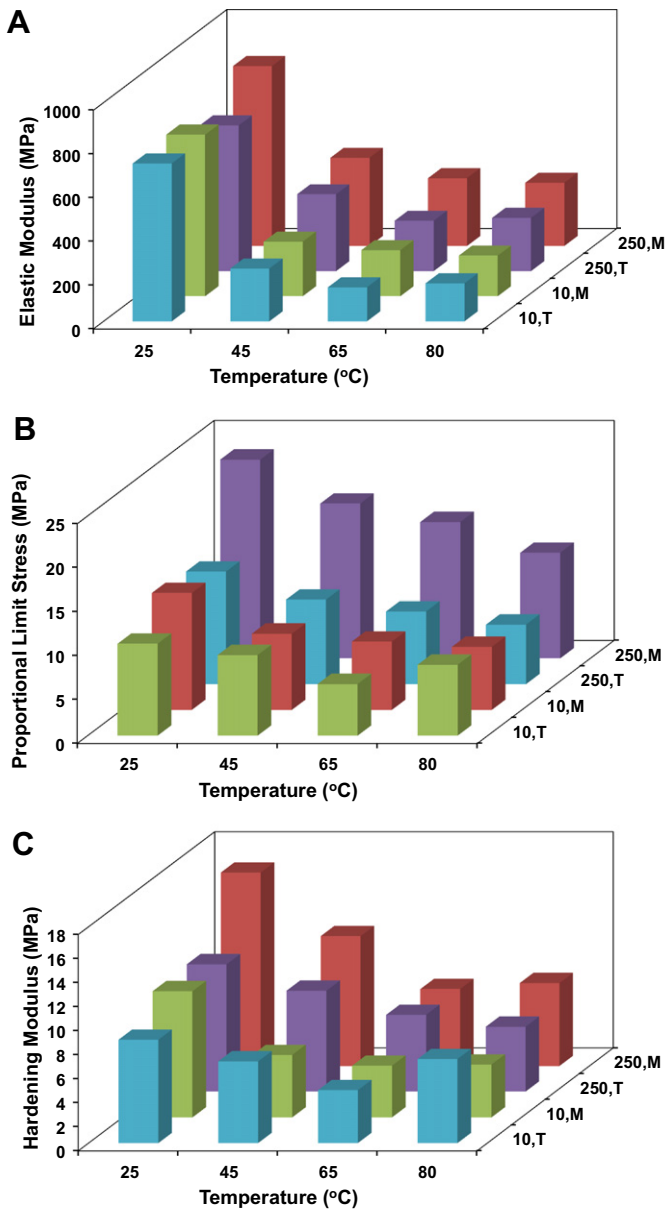 A
Elastic Modulus (MPa)
1000
800
600
400
200
0
25
45
65
80
Temperature (°C)
10,T
10,M
250,T
250,M
B
Proportional Limit Stress (MPa)
25
20
15
10
5
0
25
45
65
80
Temperature (°C)
10,T
10,M
250,T
250,M
C
Hardening Modulus (MPa)
18
16
14
12
10
8
6
4
2
0
25
45
65
80
Temperature (°C)
10,T
10,M
250,T
250,M